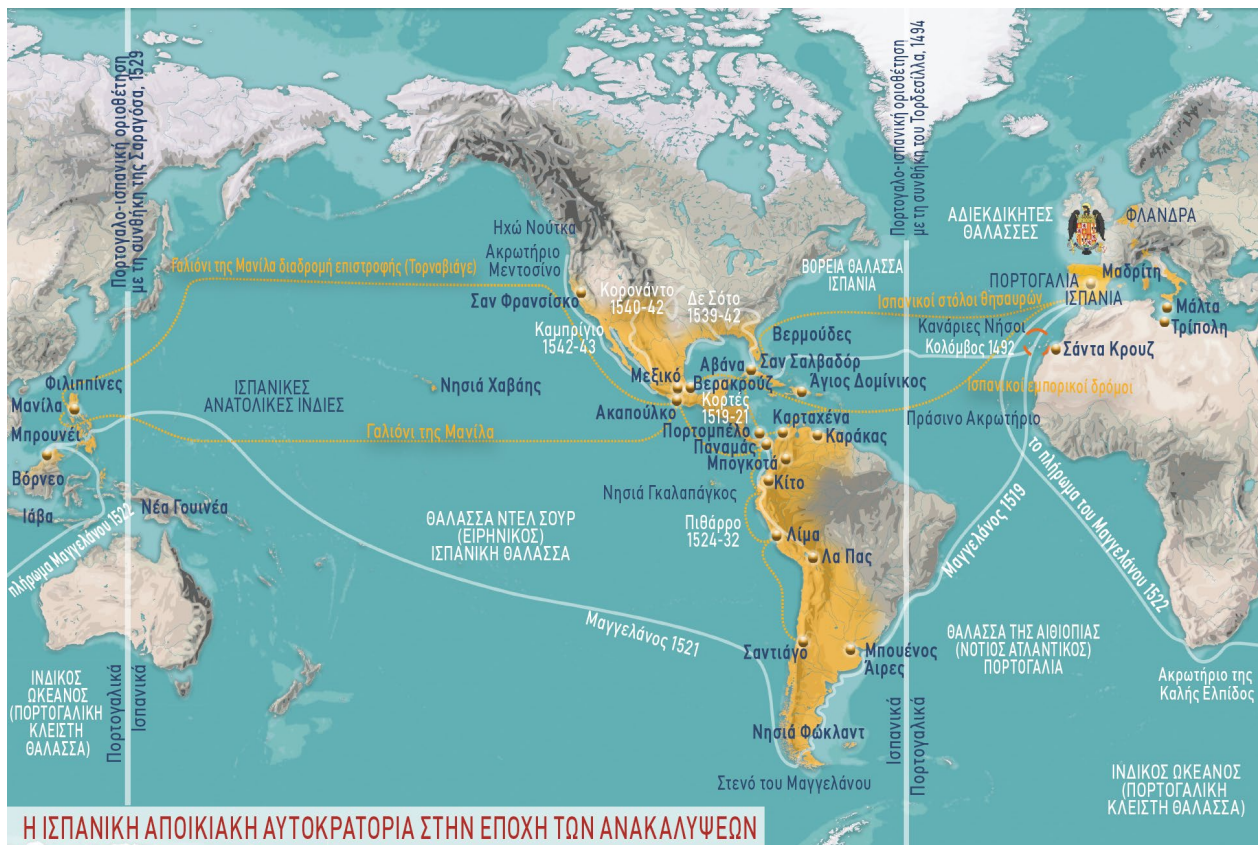 Πορτογαλο-ισπανική οριοθέτηση
με τη συνθήκη της Σαραγόσα, 1529
Πορτογαλο-ισπανική οριοθέτηση
με τη συνθήκη του Τορδεσίλλα, 1494
ΑΔΙΕΚΔΙΚΗΤΕΣ
ΘΑΛΑΣΣΕΣ
ΦΛΑΝΔΡΑ
Ηχώ Νούτκα
Ακρωτήριο
Μεντοσίνο
Γαλιόνι της Μανίλα διαδρομή επιστροφής (Τορναβιάγε)
Σαν Φρανσίσκο
Κορονάντο
1540-42
Δε Σότο
1539-42
ΒΟΡΕΙΑ ΘΑΛΑΣΣΑ
ΙΣΠΑΝΙΑ
ΠΟΡΤΟΓΑΛΙΑ
ΙΣΠΑΝΙΑ
Μαδρίτη
Ισπανικοί στόλοι θησαυρών
Μάλτα
Τρίπολη
Καμπρίγιο
1542-43
Βερμούδες
Κανάριες Νήσοι
Κολόμβος 1492
Σάντα Κρουζ
Αβάνα
Σαν Σαλβαδόρ
Άγιος Δομίνικος
Ισπανικοί εμπορικοί δρόμοι
Μεξικό
Βερακρούζ
Κορτές
1519-21
Ακαπούλκο
Φιλιππίνες
Μανίλα
Μπρουνέι
Βόρνεο
Ιάβα
ΙΣΠΑΝΙΚΕΣ
ΑΝΑΤΟΛΙΚΕΣ ΙΝΔΙΕΣ
Νησιά Χαβάης
Γαλιόνι της Μανίλα
Πορτομπέλο
Καρταχένα
Παναμάς
Καράκας
Μπογκοτά
Κίτο
Πράσινο Ακρωτήριο
Νέα Γουινέα
Νησιά Γκαλαπάγκος
Πιθάρρο
1524-32
Λίμα
Λα Πας
ΘΑΛΑΣΣΑ ΝΤΕΛ ΣΟΥΡ
(ΕΙΡΗΝΙΚΟΣ)
ΙΣΠΑΝΙΚΗ ΘΑΛΑΣΣΑ
πλήρωμα Μαγγελάνου 1522
Μαγγελάνος 1519
το πλήρωμα του Μαγγελάνου 1522
Μαγγελάνος 1521
Σαντιάγο
Μπουένος
Άιρες
ΘΑΛΑΣΣΑ ΤΗΣ ΑΙΘΙΟΠΙΑΣ
(ΝΟΤΙΟΣ ΑΤΛΑΝΤΙΚΟΣ)
ΠΟΡΤΟΓΑΛΙΑ
Ακρωτήριο της
Καλής Ελπίδος
ΙΝΔΙΚΟΣ
ΩΚΕΑΝΟΣ
(ΠΟΡΤΟΓΑΛΙΚΗ
ΚΛΕΙΣΤΗ
ΘΑΛΑΣΣΑ)
Πορτογαλικά
Ισπανικά
Νησιά Φώκλαντ
Στενό του Μαγγελάνου
Ισπανικά
Πορτογαλικά
ΙΝΔΙΚΟΣ ΩΚΕΑΝΟΣ
(ΠΟΡΤΟΓΑΛΙΚΗ
ΚΛΕΙΣΤΗ ΘΑΛΑΣΣΑ)
Η ΙΣΠΑΝΙΚΗ ΑΠΟΙΚΙΑΚΗ ΑΥΤΟΚΡΑΤΟΡΙΑ ΣΤΗΝ ΕΠΟΧΗ ΤΩΝ ΑΝΑΚΑΛΥΨΕΩΝ